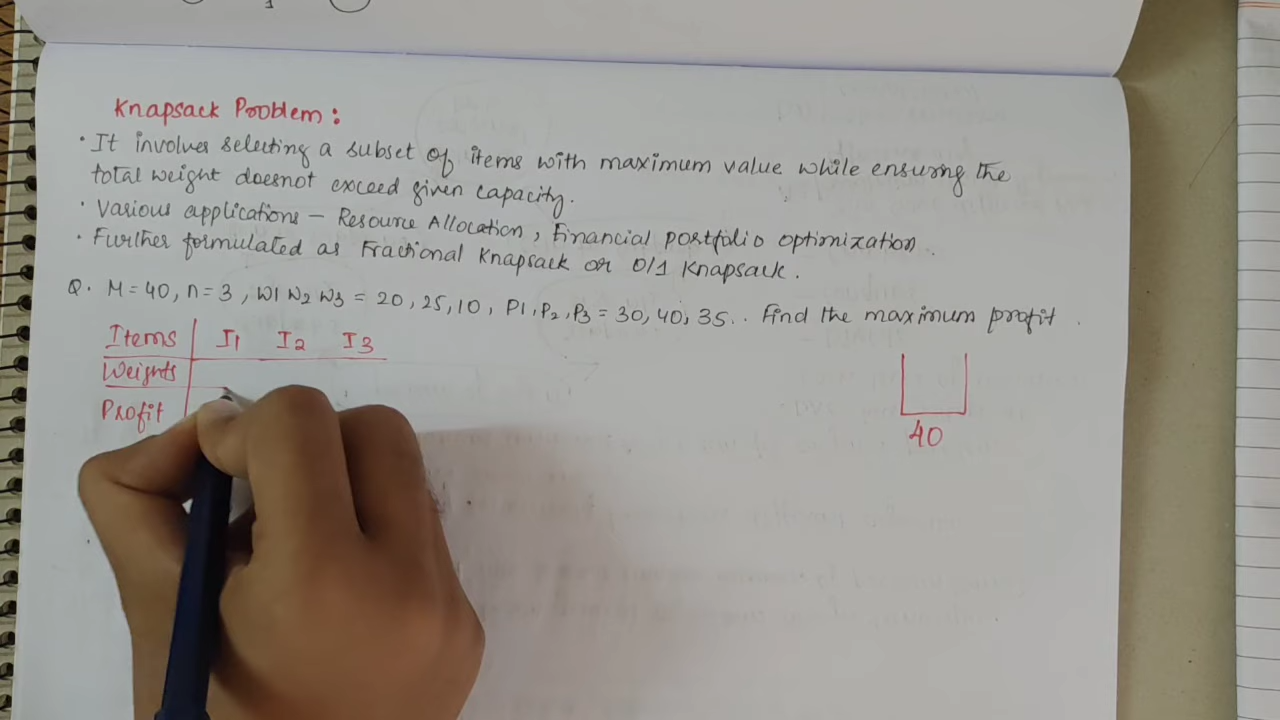 Knapsack Problem:
• It involves selecting a subset of items with maximum value while ensuring the
total weight doesnot exceed given capacity.
• Various applications – Resource Allocation, Financial portfolio optimization.
• Further formulated as Fractional Knapsack or 0/1 Knapsack.
Q. M=40, n=3, W1 W2 W3 = 20, 25, 10, P1, P2, P3 = 30, 40, 35.. Find the maximum profit.
Items I1 I2 I3
Weights
Profit
40